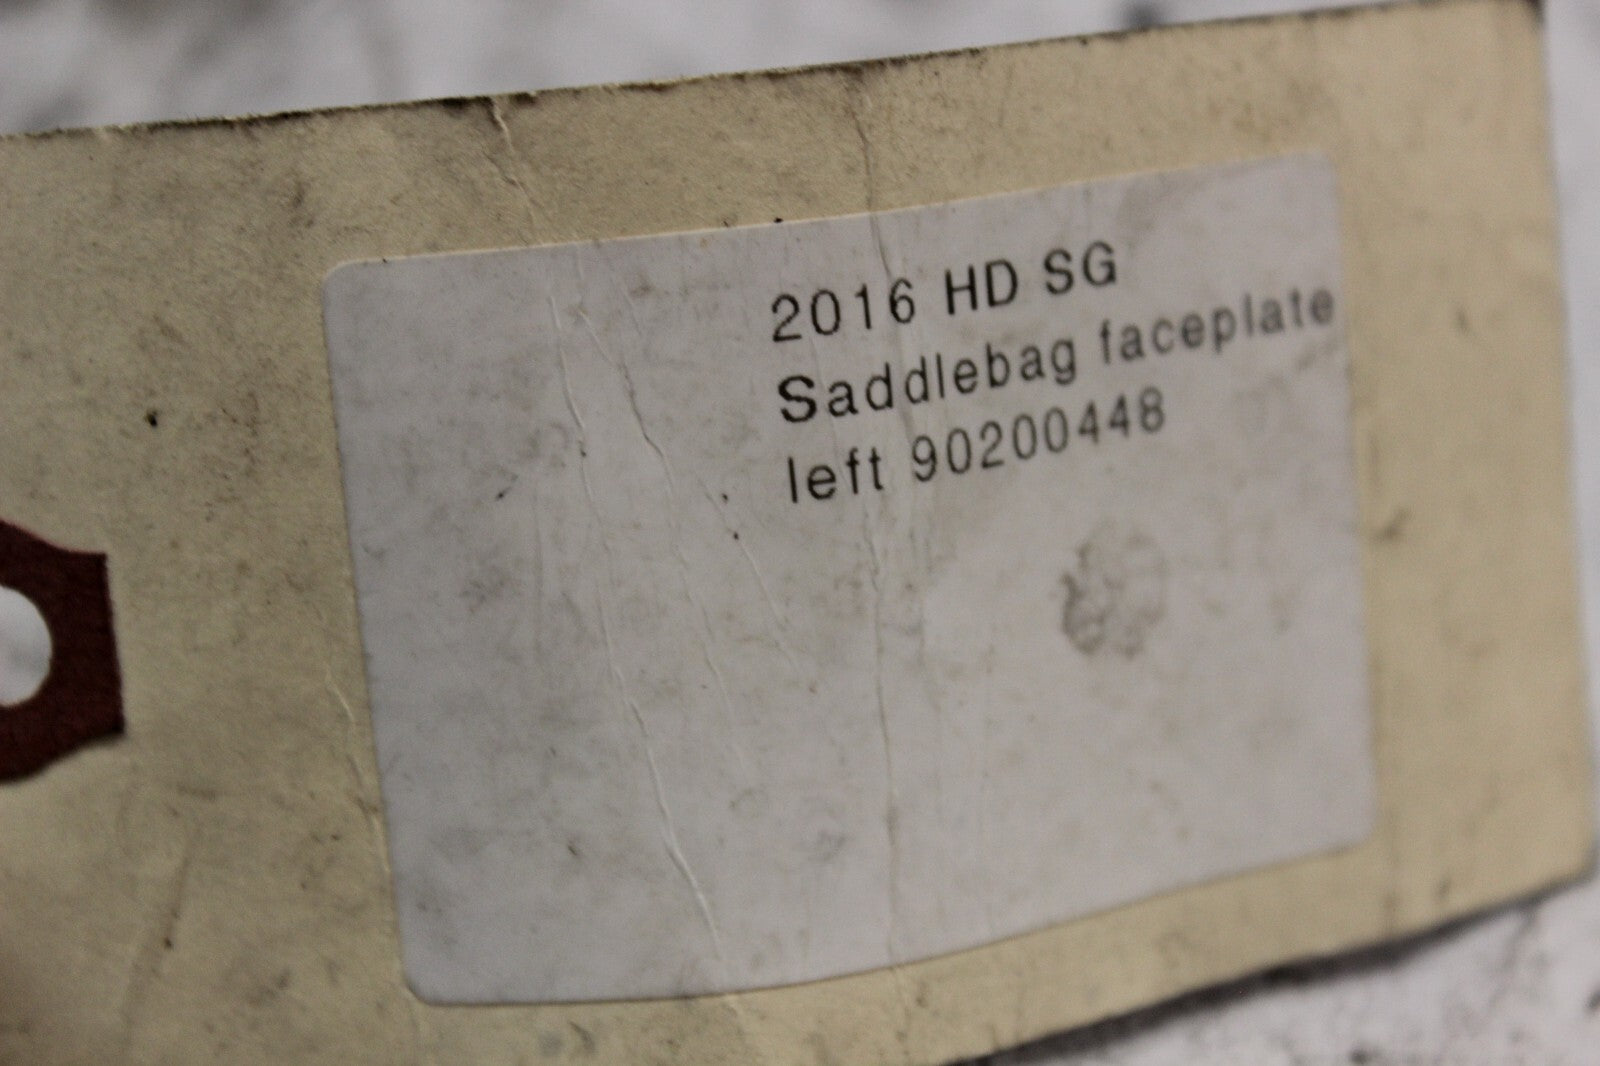 2016 HD SG
Saddlebag faceplate
left 90200448